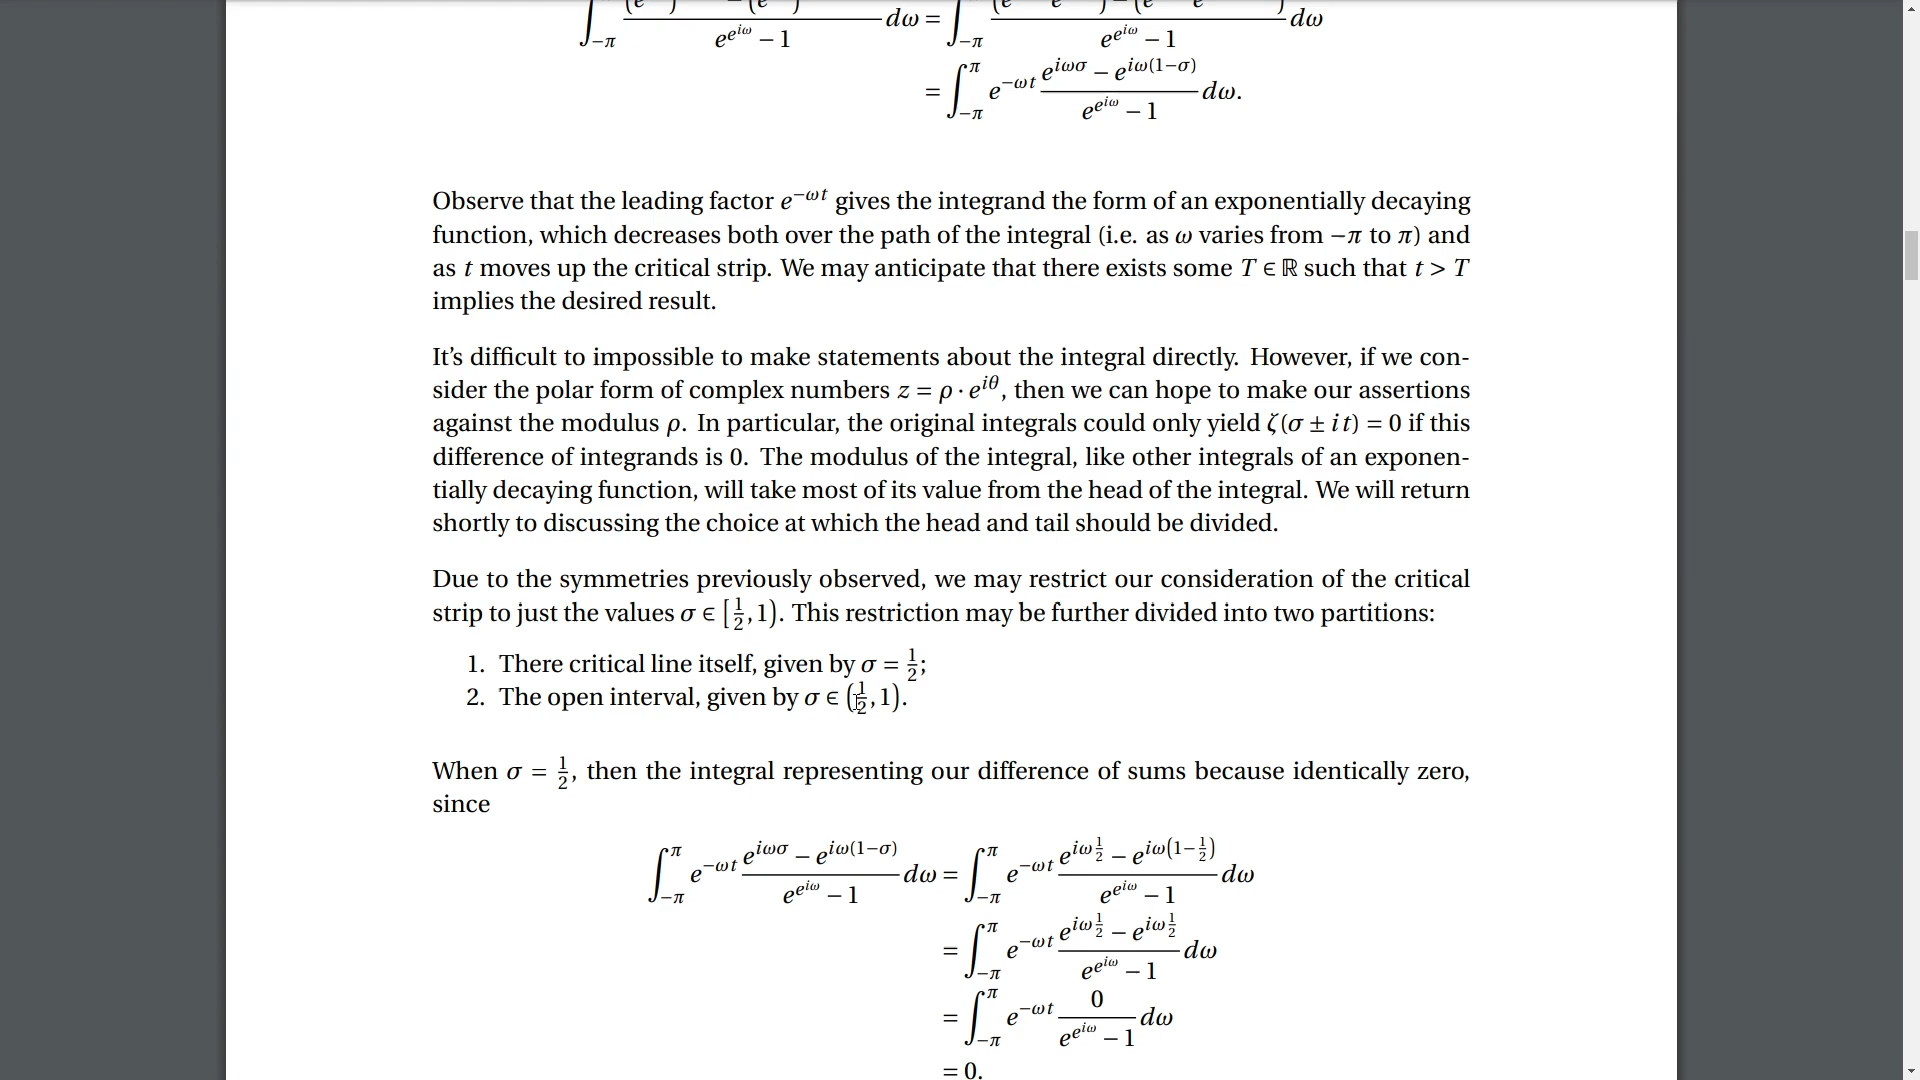 = ∫_{−π}^{π} e^{−ωt} (e^{iωσ} − e^{iω(1−σ)}) / (e^{e^{iω}} − 1) dω.
Observe that the leading factor e^{−ωt} gives the integrand the form of an exponentially decaying
function, which decreases both over the path of the integral (i.e. as ω varies from −π to π) and
as t moves up the critical strip. We may anticipate that there exists some T ∈ ℝ such that t > T
implies the desired result.
It’s difficult to impossible to make statements about the integral directly. However, if we con-
sider the polar form of complex numbers z = ρ · e^{iθ}, then we can hope to make our assertions
against the modulus ρ. In particular, the original integrals could only yield ζ(σ ± it) = 0 if this
difference of integrands is 0. The modulus of the integral, like other integrals of an exponen-
tially decaying function, will take most of its value from the head of the integral. We will return
shortly to discussing the choice at which the head and tail should be divided.
Due to the symmetries previously observed, we may restrict our consideration of the critical
strip to just the values σ ∈ [1/2, 1). This restriction may be further divided into two partitions:
1. There critical line itself, given by σ = 1/2;
2. The open interval, given by σ ∈ (1/2, 1).
When σ = 1/2, then the integral representing our difference of sums because identically zero,
since
∫_{−π}^{π} e^{−ωt} (e^{iωσ} − e^{iω(1−σ)}) / (e^{e^{iω}} − 1) dω = ∫_{−π}^{π} e^{−ωt} (e^{iω1/2} − e^{iω(1−1/2)}) / (e^{e^{iω}} − 1) dω
= ∫_{−π}^{π} e^{−ωt} (e^{iω1/2} − e^{iω1/2}) / (e^{e^{iω}} − 1) dω
= ∫_{−π}^{π} e^{−ωt} 0 / (e^{e^{iω}} − 1) dω
= 0.